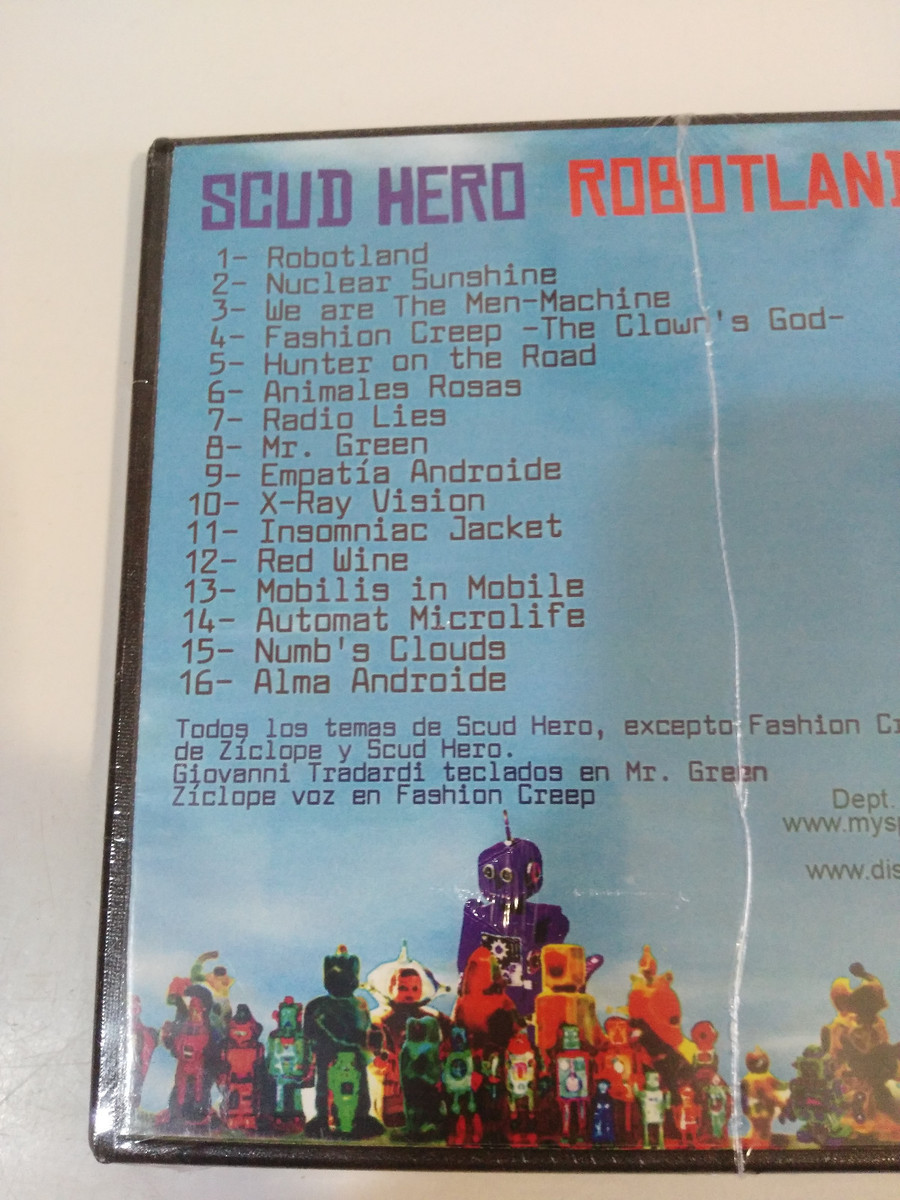 SCUD HERO ROBOTLAND
1- Robotland
2- Nuclear Sunshine
3- We are The Men-Machine
4- Fashion Creep -The Clown's God-
5- Hunter on the Road
6- Animales Rosas
7- Radio Lies
8- Mr. Green
9- Empatía Androide
10- X-Ray Vision
11- Insomniac Jacket
12- Red Wine
13- Mobilis in Mobile
14- Automat Microlife
15- Numb's Clouds
16- Alma Androide
Todos los temas de Scud Hero, excepto Fashion
de Zíclope y Scud Hero.
Giovanni Tradardi teclados en Mr. Green
Zíclope voz en Fashion Creep
Dept.